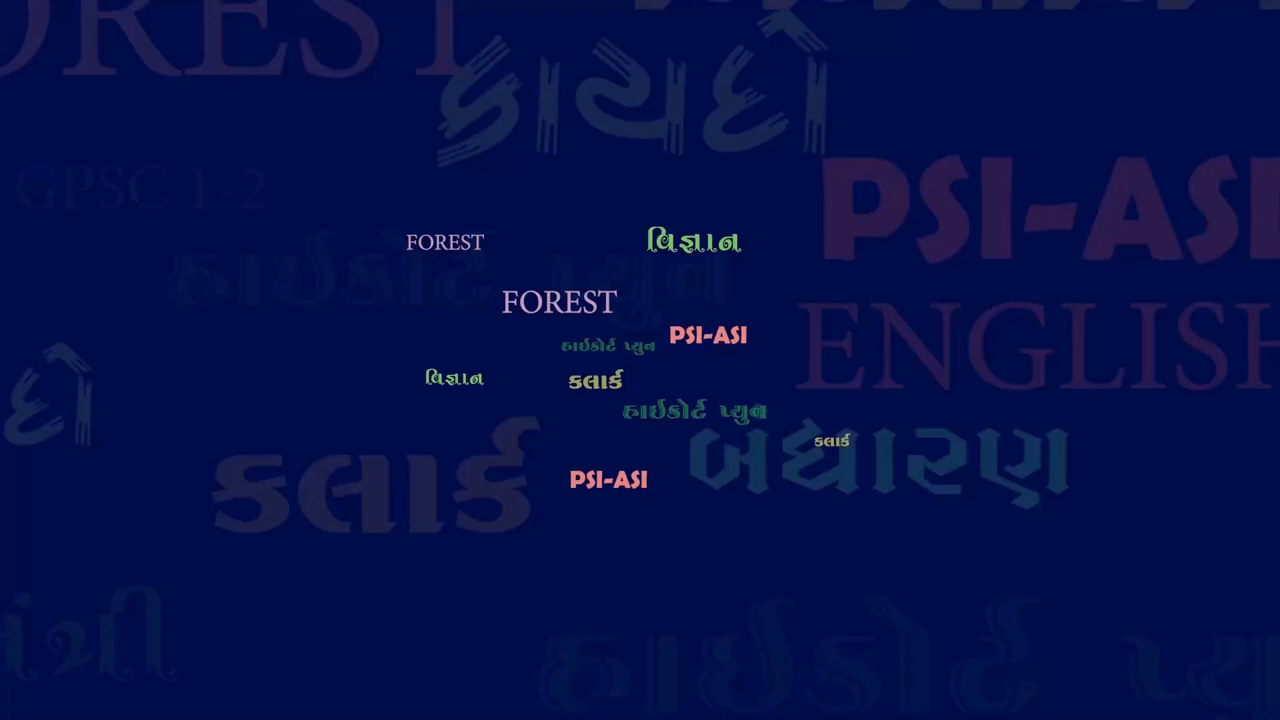 FOREST
કાયદો
GPSC 1-2
PSI-ASI
FOREST
વિજ્ઞાન
હાઈકોર્ટ પ્યુન
FOREST
ENGLISH
PSI-ASI
હાઈકોર્ટ પ્યુન
વિજ્ઞાન
કલાર્ક
હાઈકોર્ટ પ્યુન
કલાર્ક
બધારણ
કલાર્ક
PSI-ASI
હાઈકોર્ટ